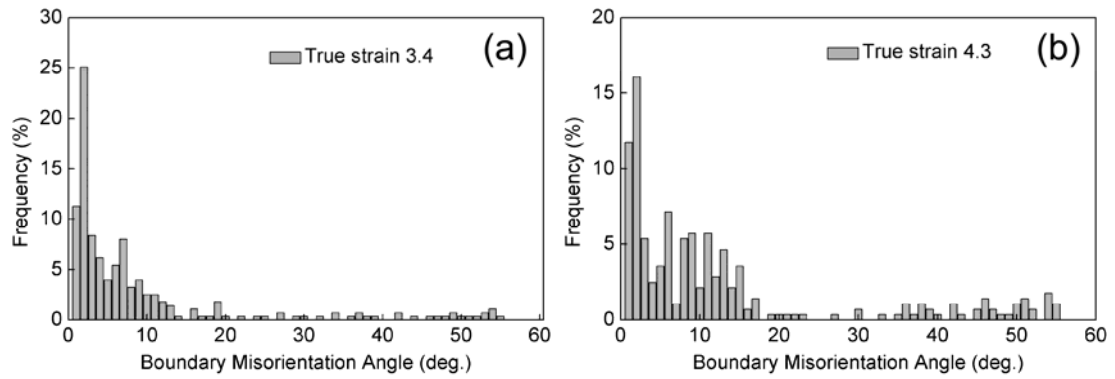 (a)
True strain 3.4
Frequency (%)
30
25
20
15
10
5
0
0 10 20 30 40 50 60
Boundary Misorientation Angle (deg.)
(b)
True strain 4.3
Frequency (%)
20
15
10
5
0
0 10 20 30 40 50 60
Boundary Misorientation Angle (deg.)